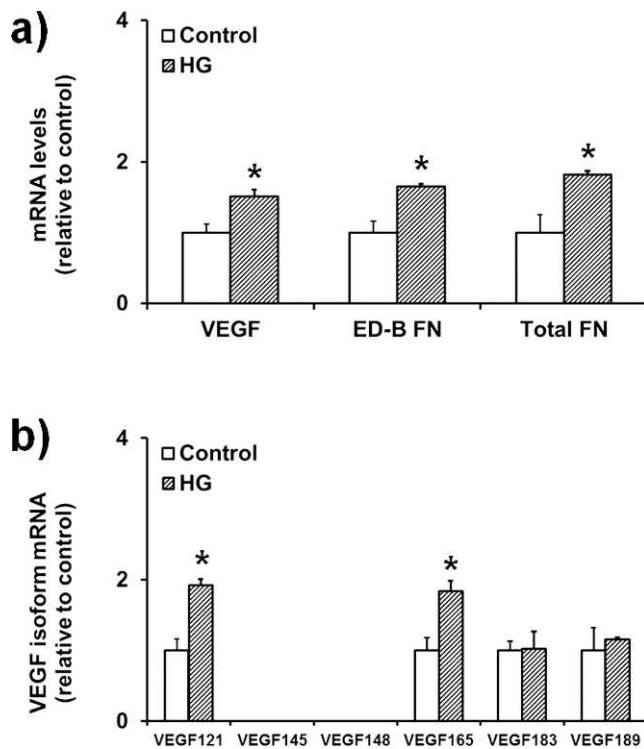 a)
mRNA levels
(relative to control)
4
2
0
Control
HG
*
*
*
VEGF ED-B FN Total FN
b)
VEGF isoform mRNA
(relative to control)
4
2
0
Control
HG
*
*
VEGF121 VEGF145 VEGF148 VEGF165 VEGF183 VEGF189